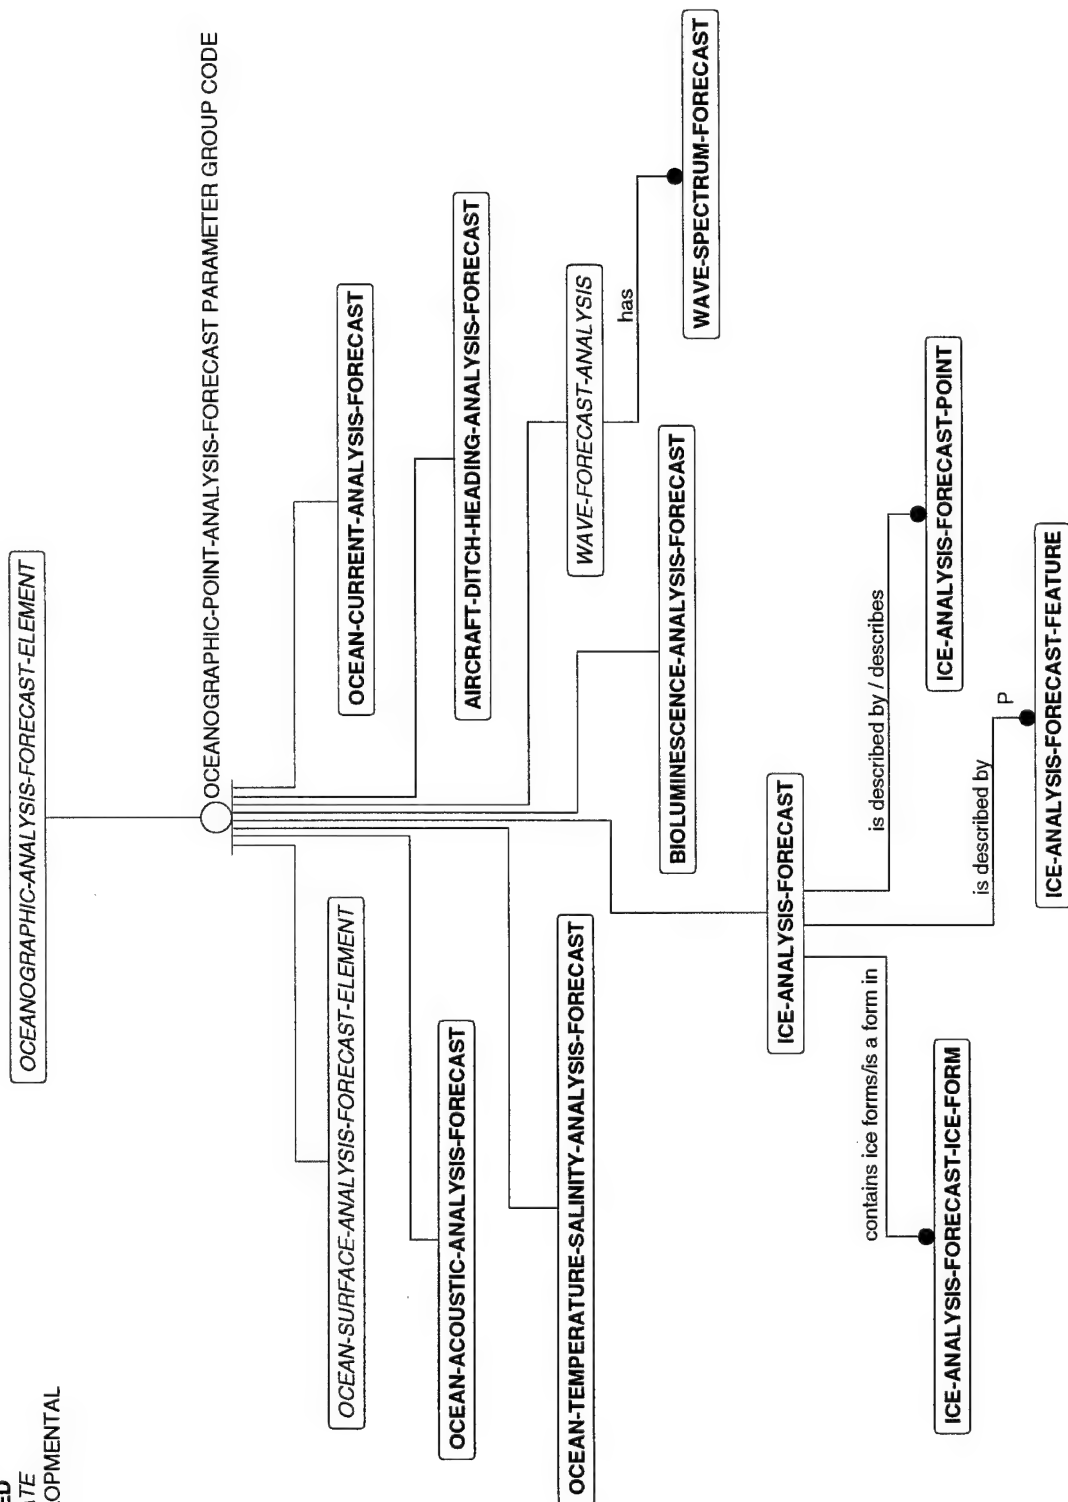 ED
TE
OPMENTAL
OCEANOGRAPHIC-ANALYSIS-FORECAST-ELEMENT
OCEANOGRAPHIC-POINT-ANALYSIS-FORECAST PARAMETER GROUP CODE
OCEAN-SURFACE-ANALYSIS-FORECAST-ELEMENT
OCEAN-CURRENT-ANALYSIS-FORECAST
OCEAN-ACOUSTIC-ANALYSIS-FORECAST
AIRCRAFT-DITCH-HEADING-ANALYSIS-FORECAST
OCEAN-TEMPERATURE-SALINITY-ANALYSIS-FORECAST
WAVE-FORECAST-ANALYSIS
has
BIOLUMINESCENCE-ANALYSIS-FORECAST
WAVE-SPECTRUM-FORECAST
ICE-ANALYSIS-FORECAST
contains ice forms/is a form in
is described by / describes
ICE-ANALYSIS-FORECAST-ICE-FORM
ICE-ANALYSIS-FORECAST-POINT
is described by
P
ICE-ANALYSIS-FORECAST-FEATURE